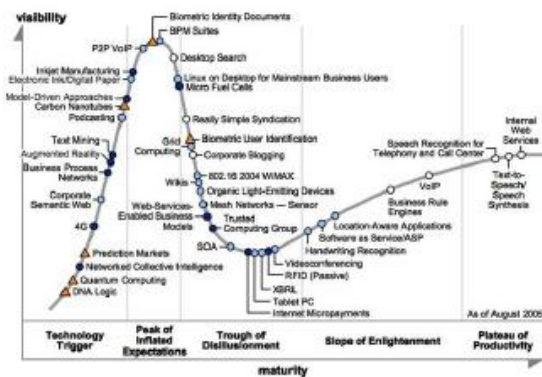 visibility
Biometric Identity Documents
BPM Suites
P2P VoIP
Desktop Search
Inkjet Manufacturing
Electronic Ink/Digital Paper
Linux on Desktop for Mainstream Business Users
Micro Fuel Cells
Model-Driven Approaches
Carbon Nanotubes
Podcasting
Really Simple Syndication
Biometric User Identification
Grid
Computing
Corporate Blogging
Text Mining
Augmented Reality
Business Process
Networks
802.16 2004 WiMAX
Wikis
Organic Light-Emitting Devices
Corporate
Semantic Web
Mesh Networks — Sensor
Web-Services-
Enabled Business
Models
Trusted
Computing Group
4G
SOA
Prediction Markets
Networked Collective Intelligence
Quantum Computing
DNA Logic
Internal
Web
Services
Speech Recognition for
Telephony and Call Center
Text-to-
Speech/
Speech
Synthesis
VoIP
Business Rule
Engines
Location-Aware Applications
Software as Service/ASP
Handwriting Recognition
Videoconferencing
RFID (Passive)
XBRL
Tablet PC
Internet Micropayments
As of August 2005
Technology
Trigger
Peak of
Inflated
Expectations
Trough of
Disillusionment
Slope of Enlightenment
Plateau of
Productivity
maturity